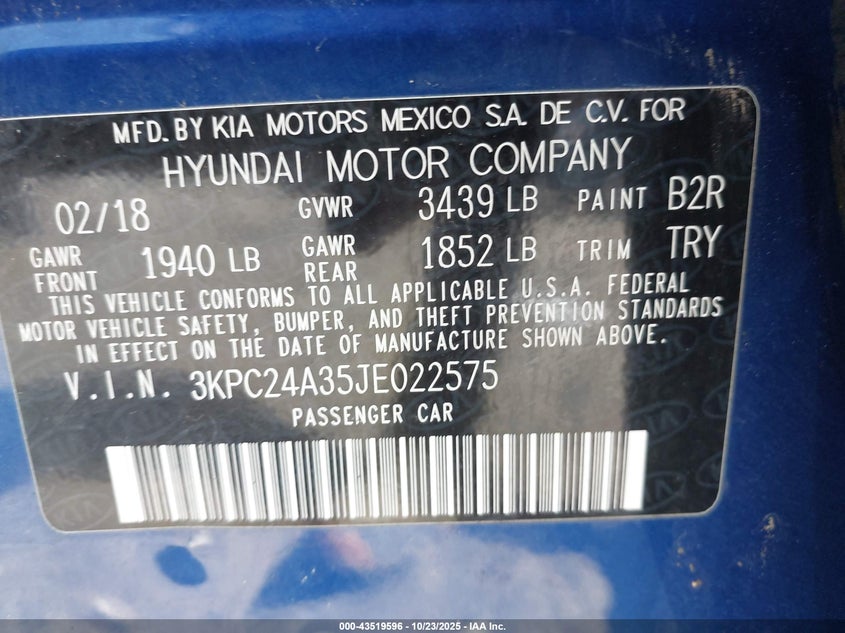 MFD. BY KIA MOTORS MEXICO S.A. DE C.V. FOR
HYUNDAI MOTOR COMPANY
02/18 GVWR 3439 LB PAINT B2R
GAWR FRONT 1940 LB GAWR REAR 1852 LB TRIM TRY
THIS VEHICLE CONFORMS TO ALL APPLICABLE U.S.A. FEDERAL
MOTOR VEHICLE SAFETY, BUMPER, AND THEFT PREVENTION STANDARDS
IN EFFECT ON THE DATE OF MANUFACTURE SHOWN ABOVE.
V.I.N. 3KPC24A35JE022575
PASSENGER CAR
000-43519596 - 10/23/2025 - IAA Inc.